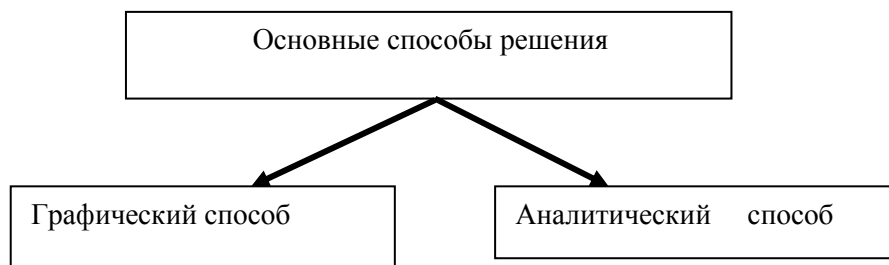 Основные способы решения
Графический способ
Аналитический способ